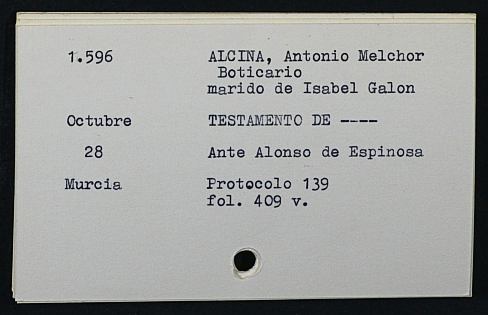 1.596 ALCINA, Antonio Melchor
Boticario
marido de Isabel Galon
Octubre TESTAMENTO DE ----
28 Ante Alonso de Espinosa
Murcia Protocolo 139
fol. 409 v.